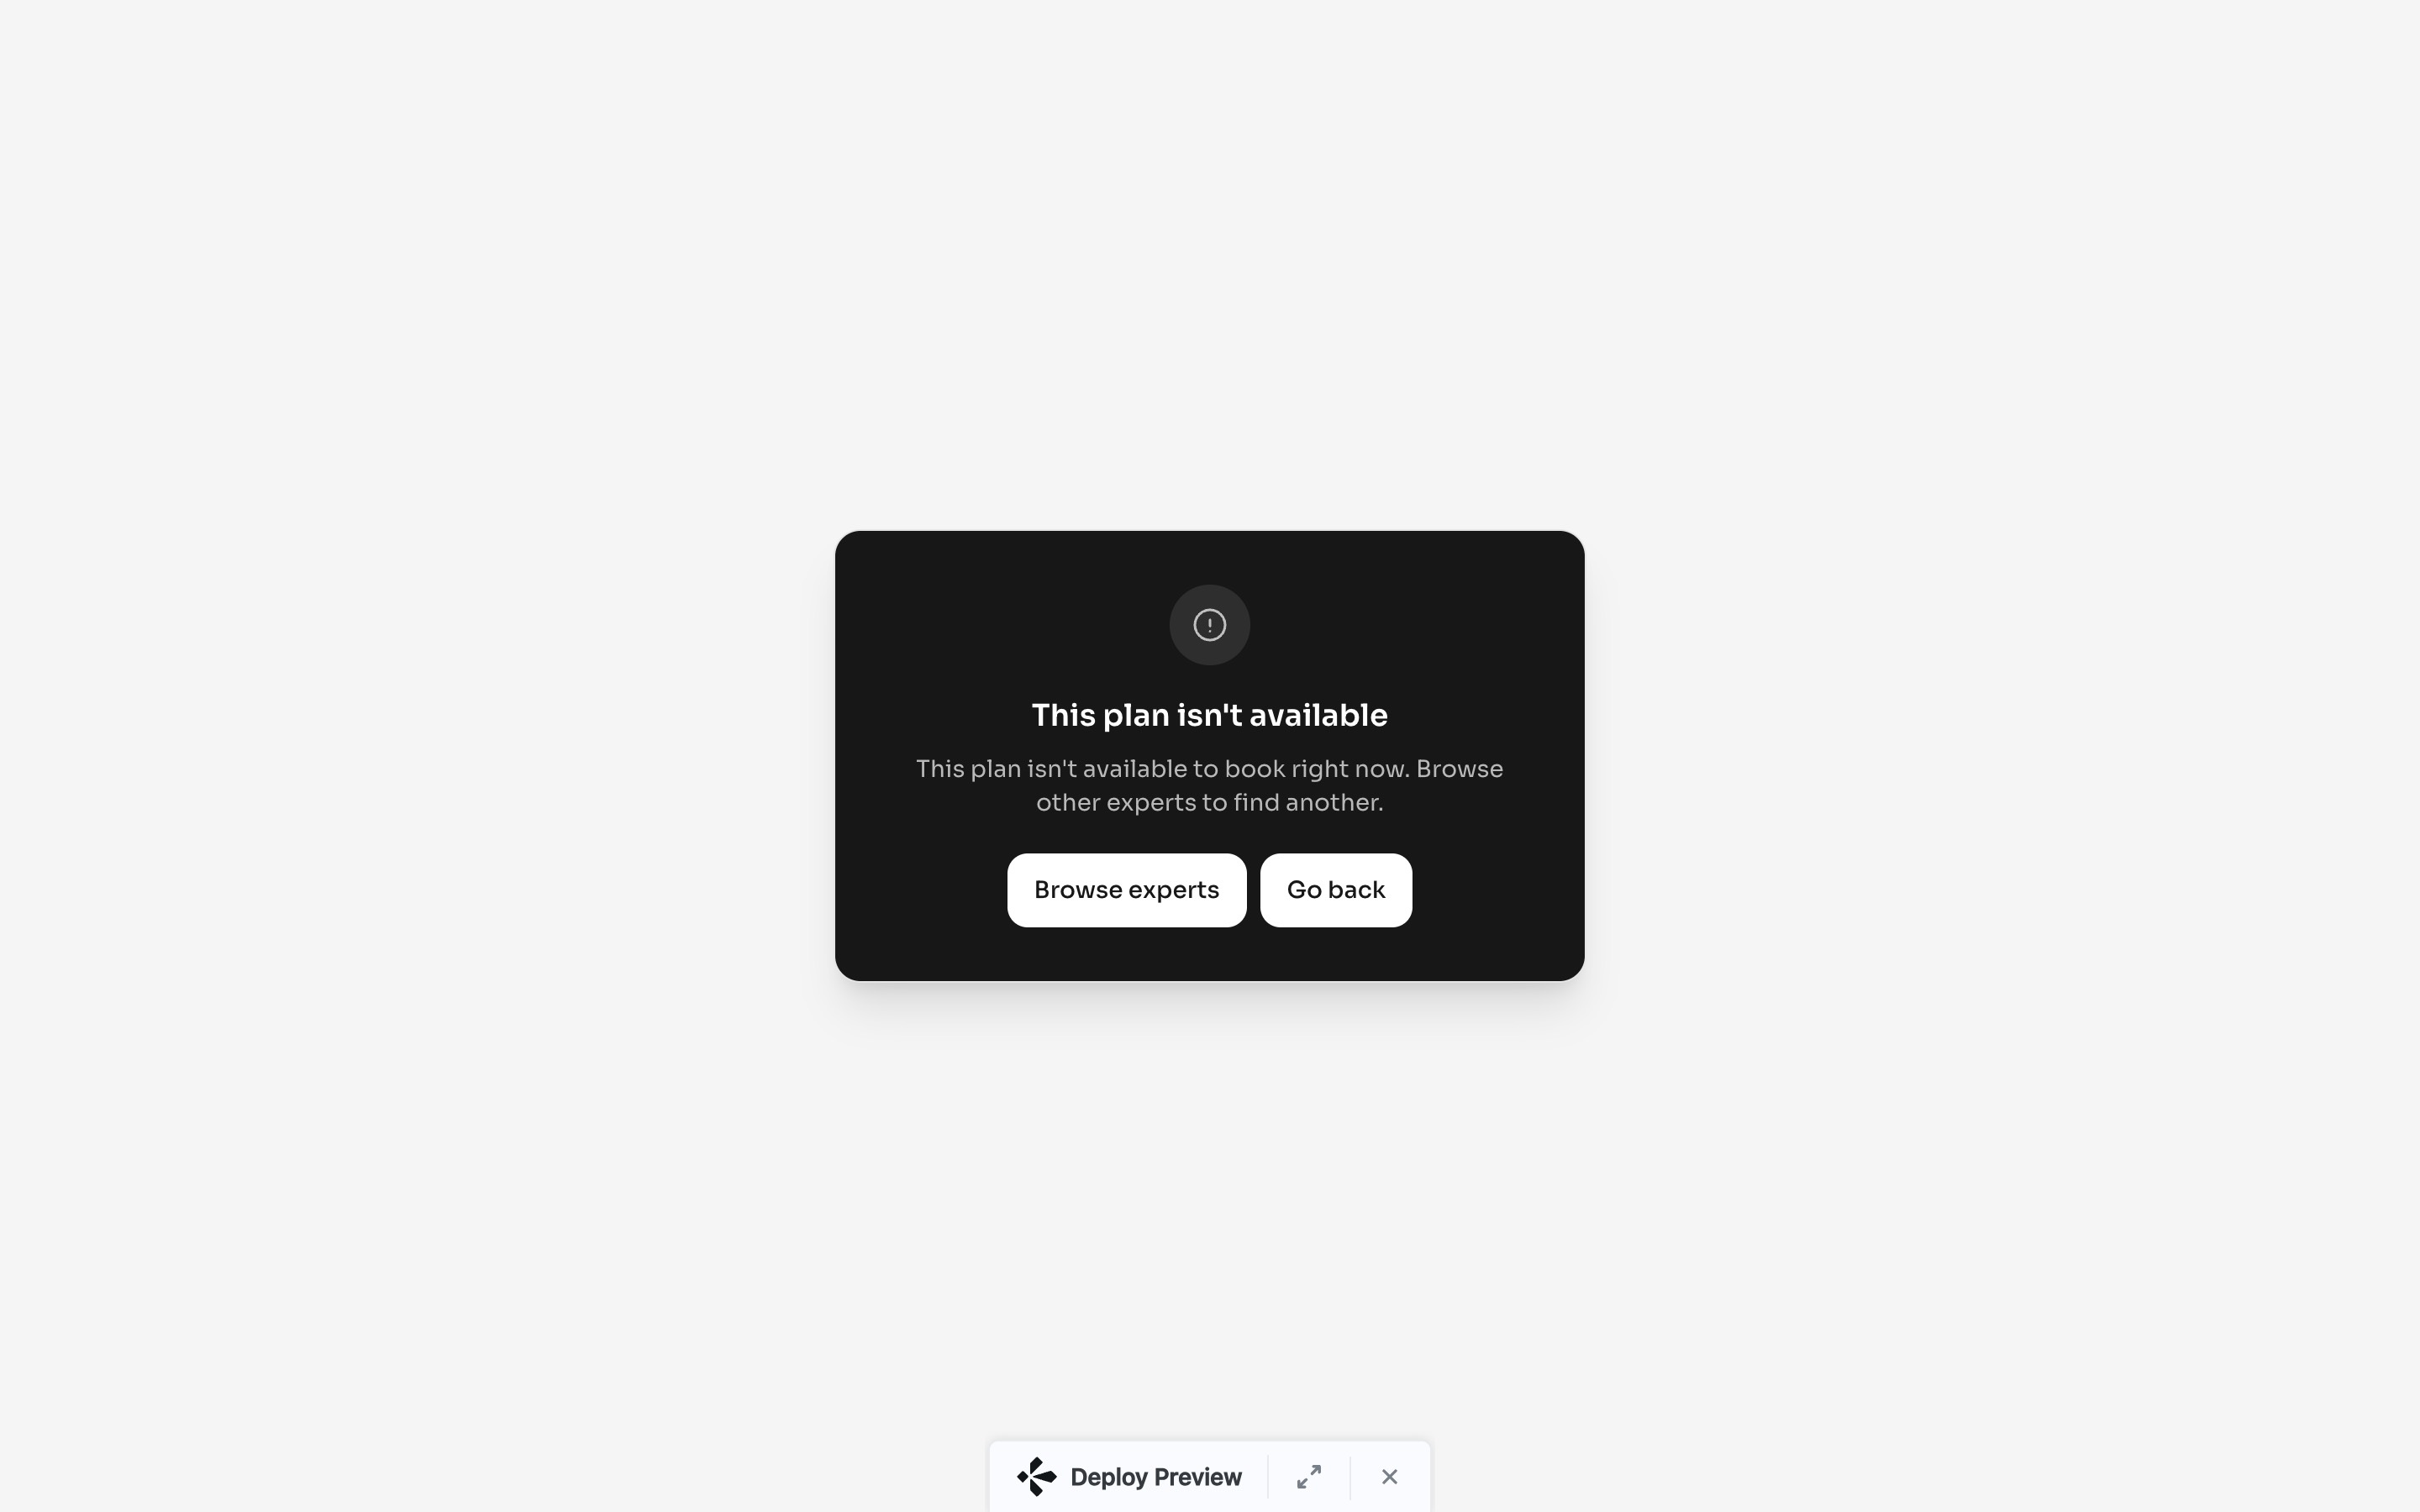 This plan isn't available
This plan isn't available to book right now. Browse
other experts to find another.
Browse experts
Go back
Deploy Preview